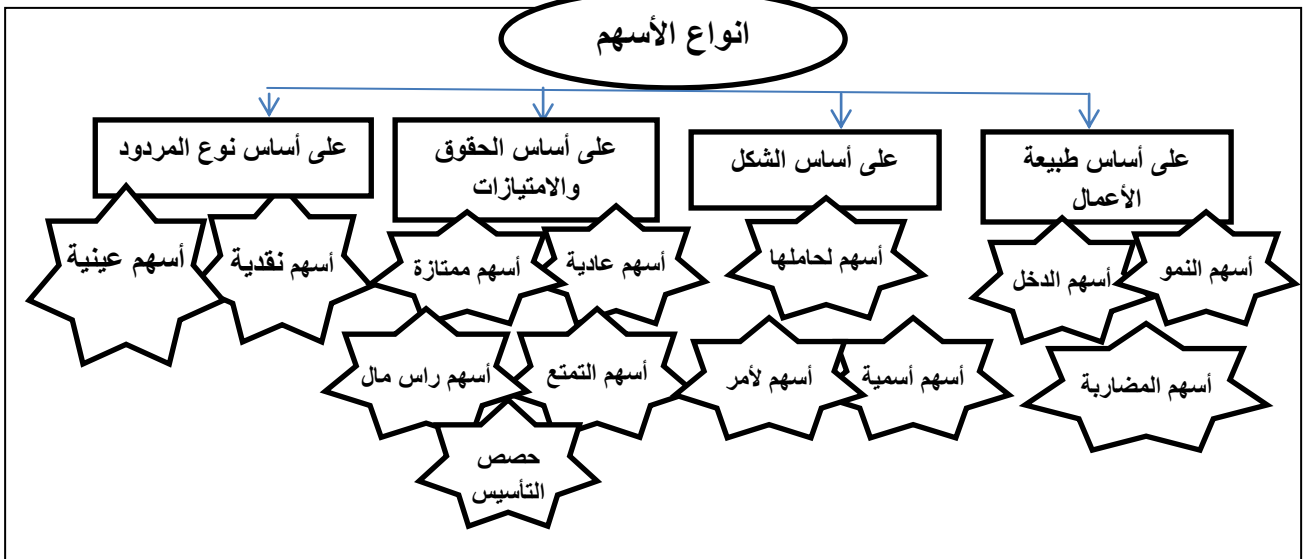 انواع الأسهم
على أساس طبيعة
الأعمال
على أساس الشكل
على أساس الحقوق
والامتيازات
على أساس نوع المردود
أسهم النمو
أسهم الدخل
أسهم المضاربة
أسهم لحاملها
أسهم أسمية
أسهم لأمر
أسهم عادية
أسهم ممتازة
أسهم التمتع
أسهم راس مال
حصص
التأسيس
أسهم نقدية
أسهم عينية